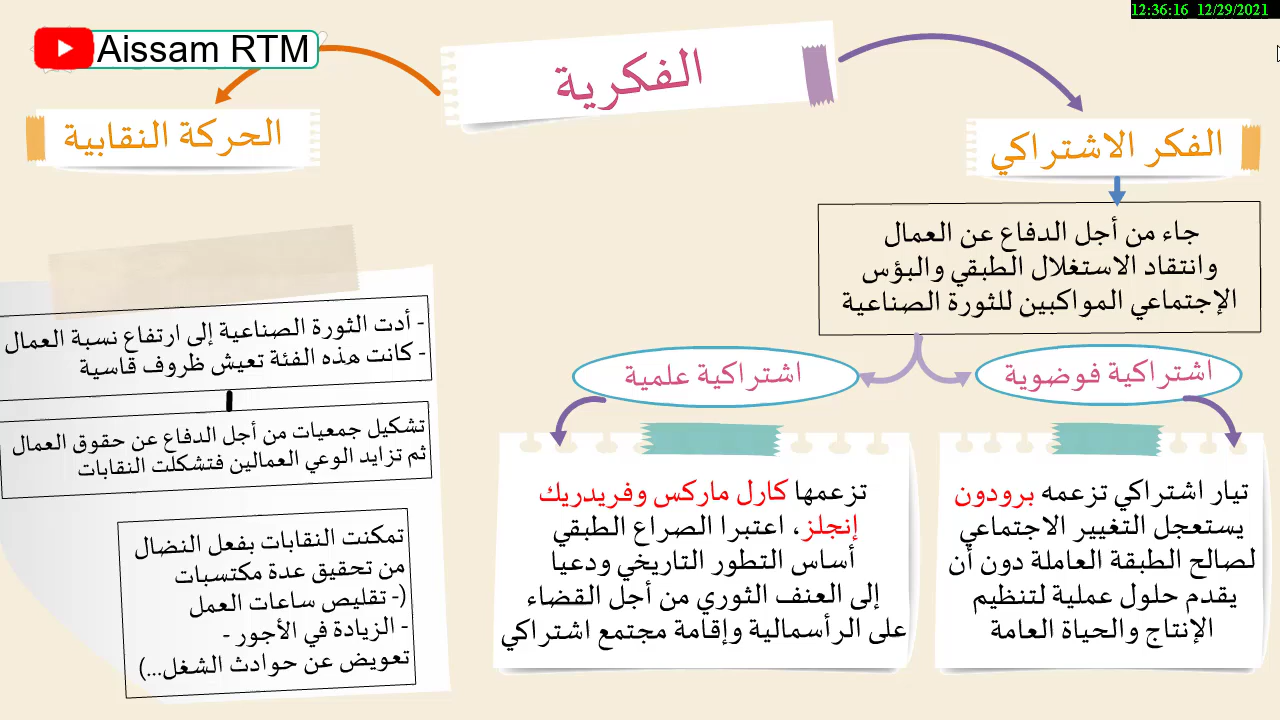 12:36:16 12/29/2021
Aissam RTM
الفكرية
الفكر الاشتراكي
جاء من أجل الدفاع عن العمال
وانتقاد الاستغلال الطبقي والبؤس
الإجتماعي المواكبين للثورة الصناعية
اشتراكية فوضوية
تيار اشتراكي تزعمه برودون
يستعجل التغيير الاجتماعي
لصالح الطبقة العاملة دون أن
يقدم حلول عملية لتنظيم
الإنتاج والحياة العامة
اشتراكية علمية
تزعمها كارل ماركس وفريدريك
إنجلز، اعتبرا الصراع الطبقي
أساس التطور التاريخي ودعيا
إلى العنف الثوري من أجل القضاء
على الرأسمالية وإقامة مجتمع اشتراكي
الحركة النقابية
- أدت الثورة الصناعية إلى ارتفاع نسبة العمال
- كانت هذه الفئة تعيش ظروف قاسية
تشكيل جمعيات من أجل الدفاع عن حقوق العمال
ثم تزايد الوعي العمالين فتشكلت النقابات
تمكنت النقابات بفعل النضال
من تحقيق عدة مكتسبات
(- تقليص ساعات العمل
- الزيادة في الأجور -
تعويض عن حوادث الشغل...)